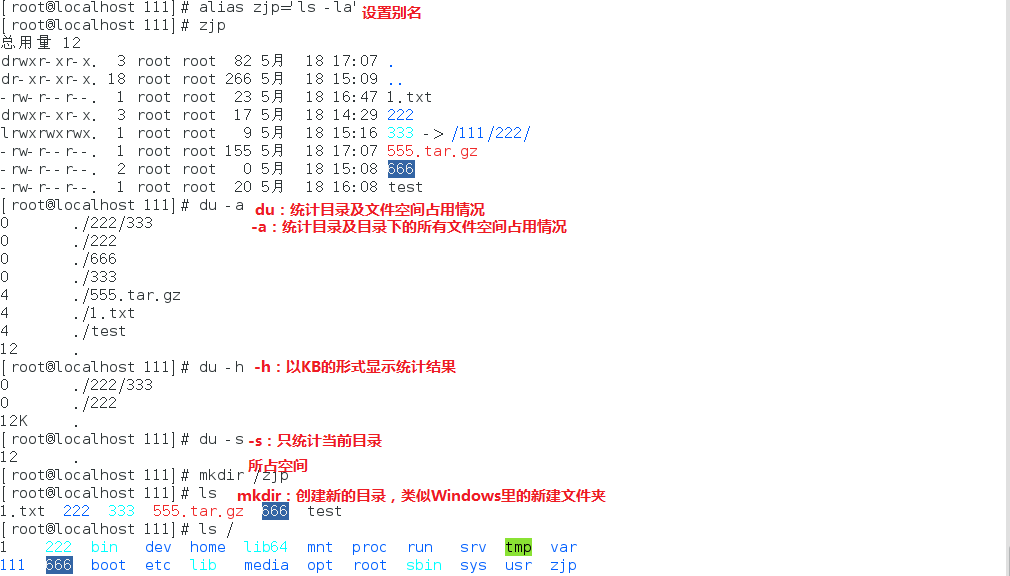 [root@localhost 111]# alias zjp='ls -la' 设置别名
[root@localhost 111]# zjp
总用量 12
drwxr-xr-x.  3 root root  82 5月  18 17:07 .
dr-xr-xr-x. 18 root root 266 5月  18 15:09 ..
-rw-r--r--.  1 root root  23 5月  18 16:47 1.txt
drwxr-xr-x.  3 root root  17 5月  18 14:29 222
lrwxrwxrwx.  1 root root   9 5月  18 15:16 333 -> /111/222/
-rw-r--r--.  1 root root 155 5月  18 17:07 555.tar.gz
-rw-r--r--.  2 root root   0 5月  18 15:08 666
-rw-r--r--.  1 root root  20 5月  18 16:08 test
[root@localhost 111]# du -a du：统计目录及文件空间占用情况
-a：统计目录及目录下的所有文件空间占用情况
0 ./222/333
0 ./222
0 ./666
0 ./333
4 ./555.tar.gz
4 ./1.txt
4 ./test
12 .
[root@localhost 111]# du -h -h：以KB的形式显示统计结果
0 ./222/333
0 ./222
12K .
[root@localhost 111]# du -s -s：只统计当前目录
所占空间
12 .
[root@localhost 111]# mkdir /zjp
[root@localhost 111]# ls mkdir：创建新的目录，类似Windows里的新建文件夹
1.txt 222 333 555.tar.gz 666 test
[root@localhost 111]# ls /
1 222 bin dev home lib64 mnt proc run srv tmp var
111 666 boot etc lib media opt root sbin sys usr zjp